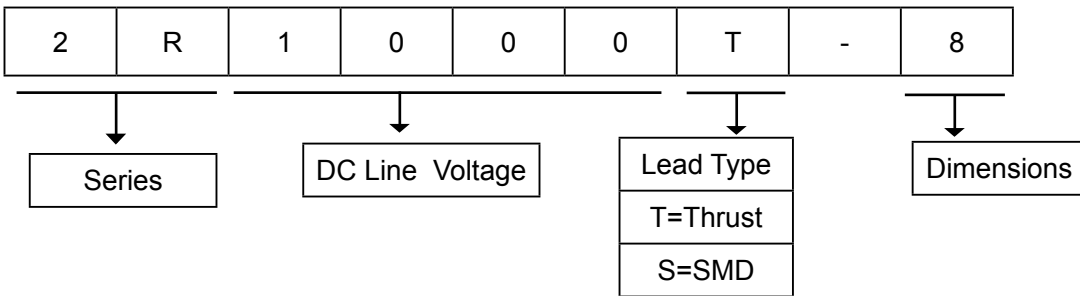 2 R 1 0 0 0 T - 8
Series
DC Line Voltage
Lead Type
T=Thrust
S=SMD
Dimensions